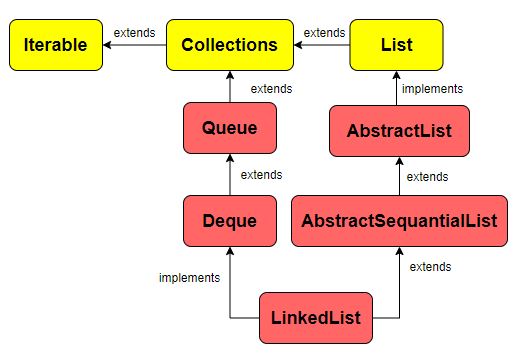 extends
extends
Iterable
Collections
List
extends
implements
Queue
AbstractList
extends
extends
Deque
AbstractSequantialList
implements
extends
LinkedList